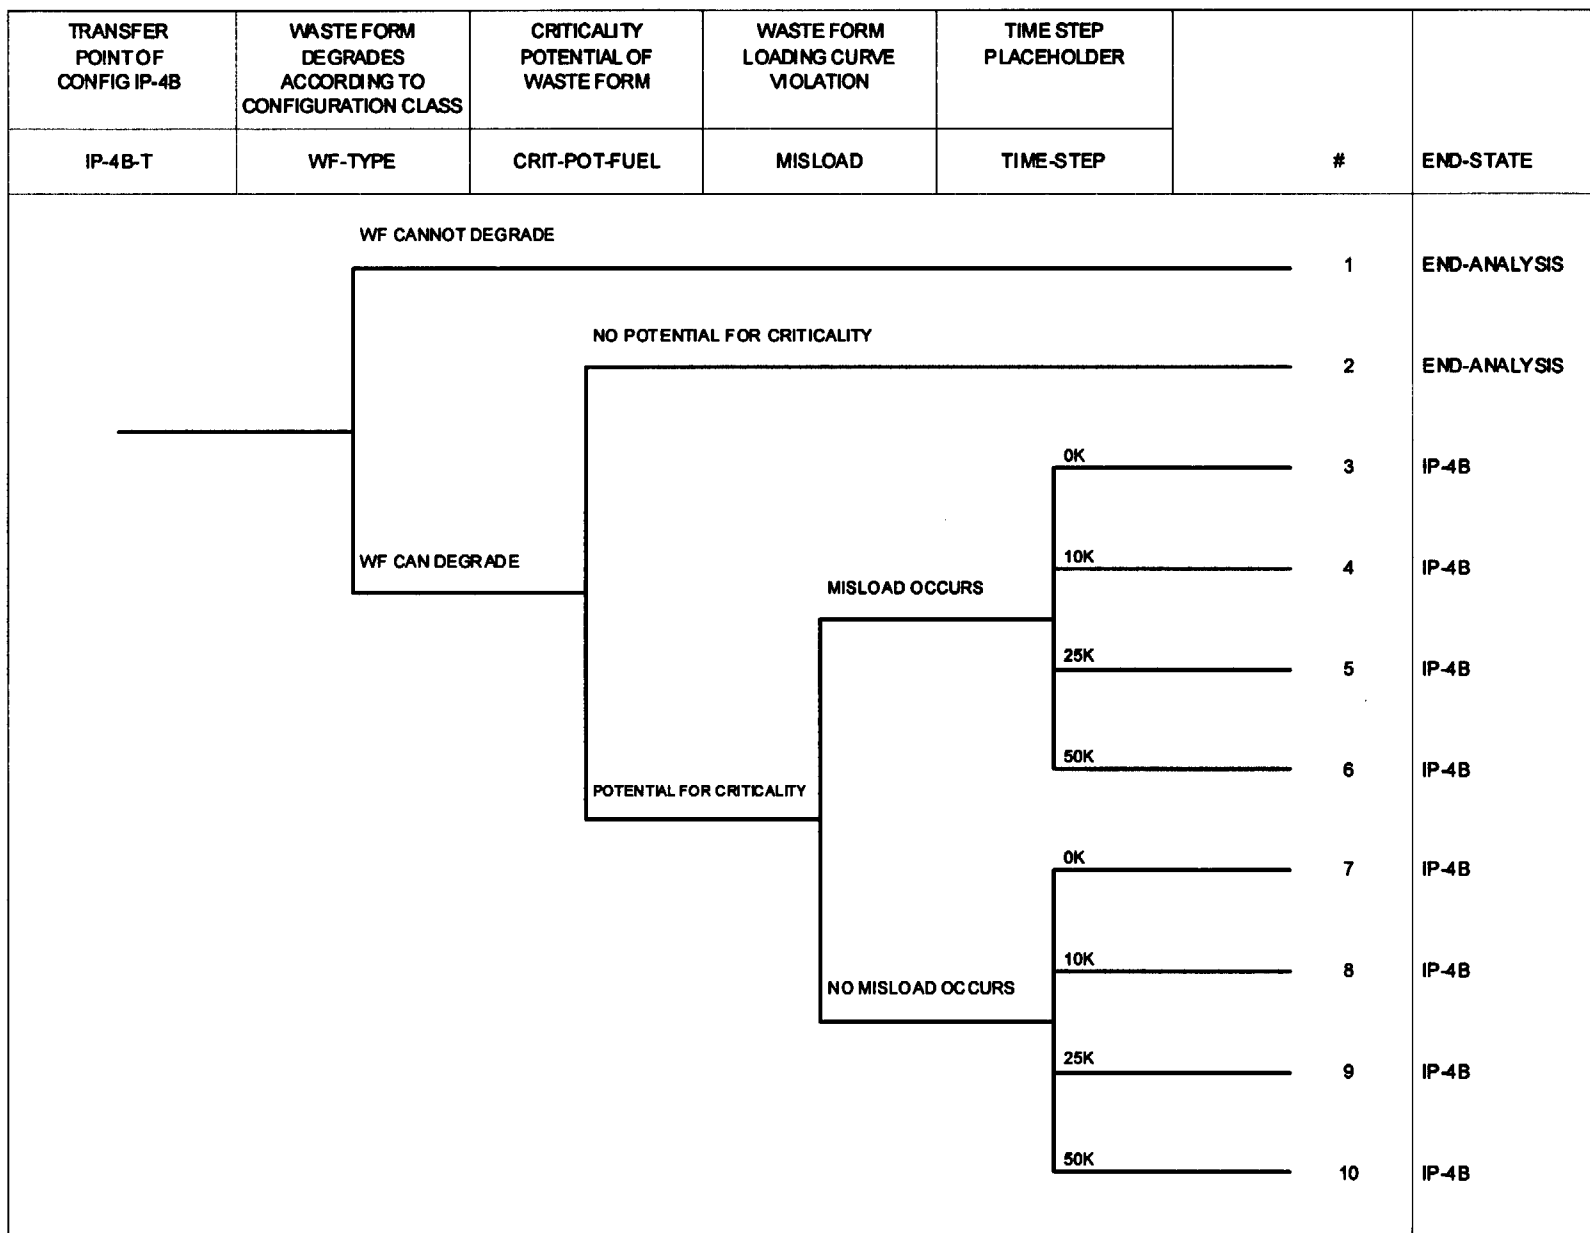 TRANSFER
POINT OF
CONFIG IP-4B
WASTE FORM
DEGRADES
ACCORDING TO
CONFIGURATION CLASS
CRITICALITY
POTENTIAL OF
WASTE FORM
WASTE FORM
LOADING CURVE
VIOLATION
TIME STEP
PLACEHOLDER
IP-4B-T
WF-TYPE
CRIT-POT-FUEL
MISLOAD
TIME-STEP
#
END-STATE
WF CANNOT DEGRADE
1
END-ANALYSIS
NO POTENTIAL FOR CRITICALITY
2
END-ANALYSIS
0K
3
IP-4B
WF CAN DEGRADE
10K
4
IP-4B
MISLOAD OCCURS
25K
5
IP-4B
50K
6
IP-4B
POTENTIAL FOR CRITICALITY
0K
7
IP-4B
10K
8
IP-4B
NO MISLOAD OCCURS
25K
9
IP-4B
50K
10
IP-4B